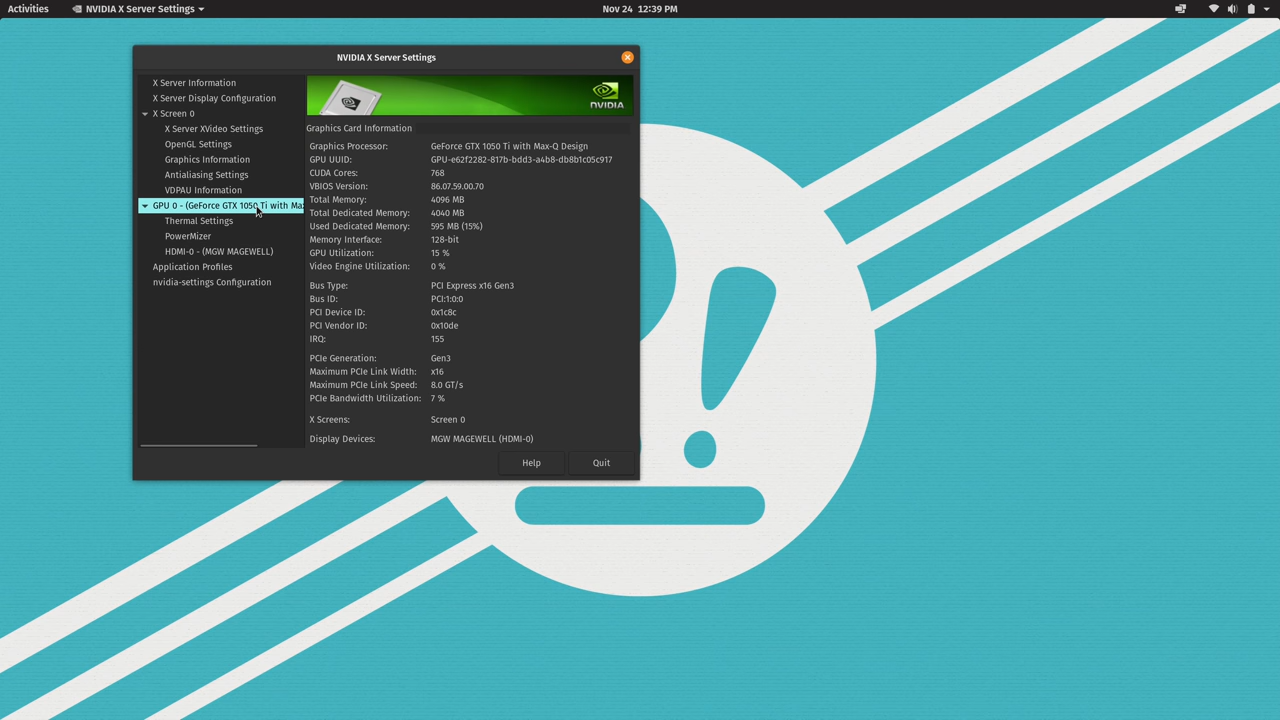 Activities
NVIDIA X Server Settings
Nov 24 12:39 PM
NVIDIA X Server Settings
X Server Information
X Server Display Configuration
X Screen 0
X Server XVideo Settings
OpenGL Settings
Graphics Information
Antialiasing Settings
VDPAU Information
GPU 0 - (GeForce GTX 1050 Ti with Max
Thermal Settings
PowerMizer
HDMI-0 - (MGW MAGEWELL)
Application Profiles
nvidia-settings Configuration
NVIDIA
Graphics Card Information
Graphics Processor: GeForce GTX 1050 Ti with Max-Q Design
GPU UUID: GPU-e62f2282-817b-bdd3-a4b8-db8b1c05c917
CUDA Cores: 768
VBIOS Version: 86.07.59.00.70
Total Memory: 4096 MB
Total Dedicated Memory: 4040 MB
Used Dedicated Memory: 595 MB (15%)
Memory Interface: 128-bit
GPU Utilization: 15 %
Video Engine Utilization: 0 %
Bus Type: PCI Express x16 Gen3
Bus ID: PCI:1:0:0
PCI Device ID: 0x1c8c
PCI Vendor ID: 0x10de
IRQ: 155
PCIe Generation: Gen3
Maximum PCIe Link Width: x16
Maximum PCIe Link Speed: 8.0 GT/s
PCIe Bandwidth Utilization: 7 %
X Screens: Screen 0
Display Devices: MGW MAGEWELL (HDMI-0)
Help
Quit